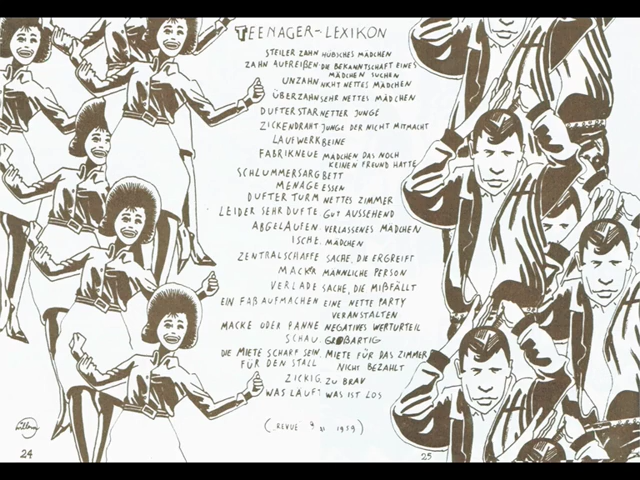 TEENAGER-LEXIKON
STEILER ZAHN HÜBSCHES MÄDCHEN
ZAHN AUFREIßEN DIE BEKANNTSCHAFT EINES
MÄDCHEN SUCHEN
UNZAHN NICHT NETTES MÄDCHEN
ÜBERZAHN SEHR NETTES MÄDCHEN
DUFTER STAR NETTER JUNGE
ZICKENDRAHT JUNGE DER NICHT MITMACHT
LAUFWERK BEINE
FABRIKNEUE MÄDCHEN DAS NOCH
KEINEN FREUND HATTE
SCHLUMMERSARG BETT
MENAGE ESSEN
DUFTER TURM NETTES ZIMMER
LEIDER SEHR DUFTE GUT AUSSEHEND
ABGELAUFEN VERLASSENES MÄDCHEN
ISCHE. MÄDCHEN
ZENTRALSCHAFFE SACHE, DIE ERGREIFT
MACKR MÄNNLICHE PERSON
VERLADE SACHE, DIE MIßFÄLLT
EIN FAß AUFMACHEN EINE NETTE PARTY
VERANSTALTEN
MACKE ODER PANNE NEGATIVES WERTURTEIL
SCHAU. GROßARTIG
DIE MIETE SCHARF SEIN MIETE FÜR DAS ZIMMER
FÜR DEN STALL NICHT BEZAHLT
ZICKIG. ZU BRAV
WAS LÄUFT WAS IST LOS
(REVUE 1959)
24
25